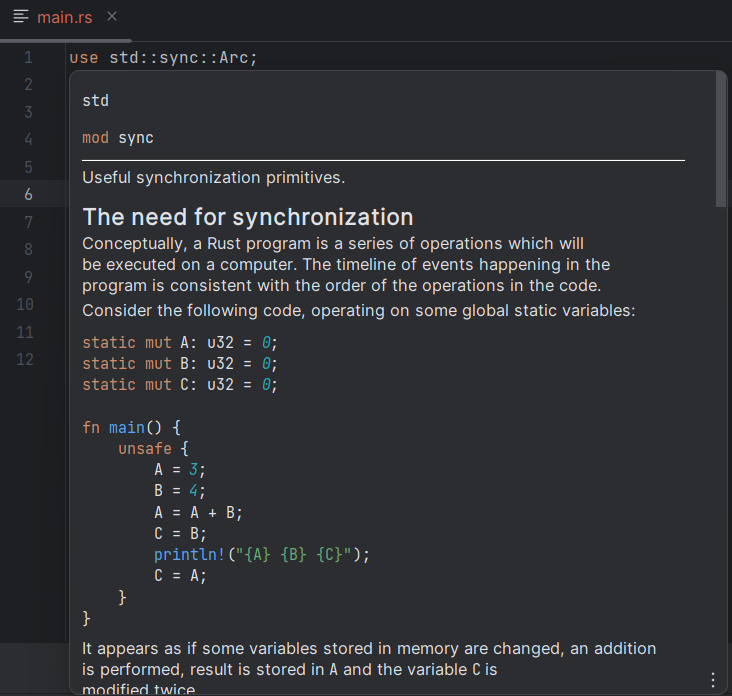 main.rs
1 use std::sync::Arc;
2
3
4
5
6
7
8
9
10
11
12
std
mod sync
Useful synchronization primitives.
The need for synchronization
Conceptually, a Rust program is a series of operations which will
be executed on a computer. The timeline of events happening in the
program is consistent with the order of the operations in the code.
Consider the following code, operating on some global static variables:
static mut A: u32 = 0;
static mut B: u32 = 0;
static mut C: u32 = 0;
fn main() {
    unsafe {
        A = 3;
        B = 4;
        A = A + B;
        C = B;
        println!("{A} {B} {C}");
        C = A;
    }
}
It appears as if some variables stored in memory are changed, an addition
is performed, result is stored in A and the variable C is
modified twice